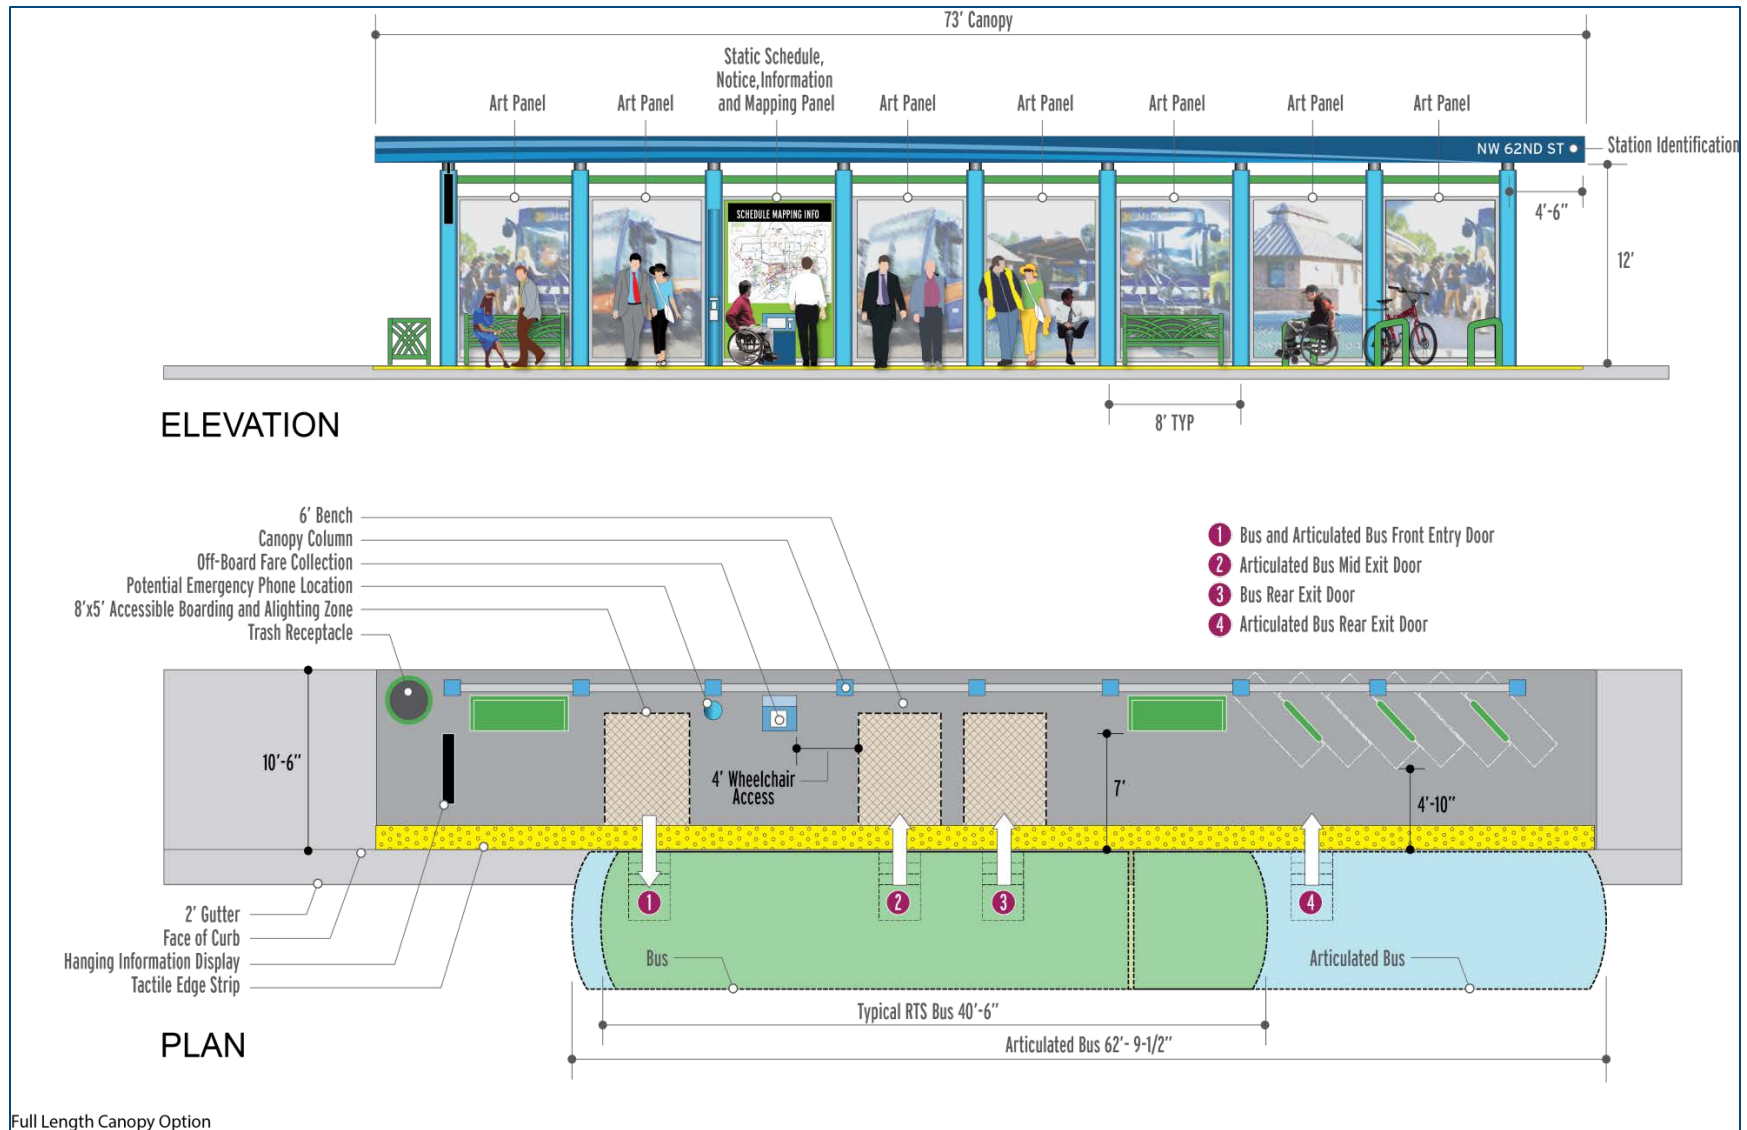 73' Canopy
Static Schedule,
Notice,Information
and Mapping Panel
Art Panel
Art Panel
Art Panel
Art Panel
Art Panel
Art Panel
Art Panel
NW 62ND ST
Station Identification
SCHEDULE MAPPING INFO
4'-6"
12'
8' TYP
ELEVATION
6' Bench
Canopy Column
Off-Board Fare Collection
Potential Emergency Phone Location
8'x5' Accessible Boarding and Alighting Zone
Trash Receptacle
1 Bus and Articulated Bus Front Entry Door
2 Articulated Bus Mid Exit Door
3 Bus Rear Exit Door
4 Articulated Bus Rear Exit Door
10'-6"
4' Wheelchair
Access
7'
4'-10"
1
2
3
4
2' Gutter
Face of Curb
Hanging Information Display
Tactile Edge Strip
Bus
Articulated Bus
Typical RTS Bus 40'-6"
Articulated Bus 62'- 9-1/2"
PLAN
Full Length Canopy Option